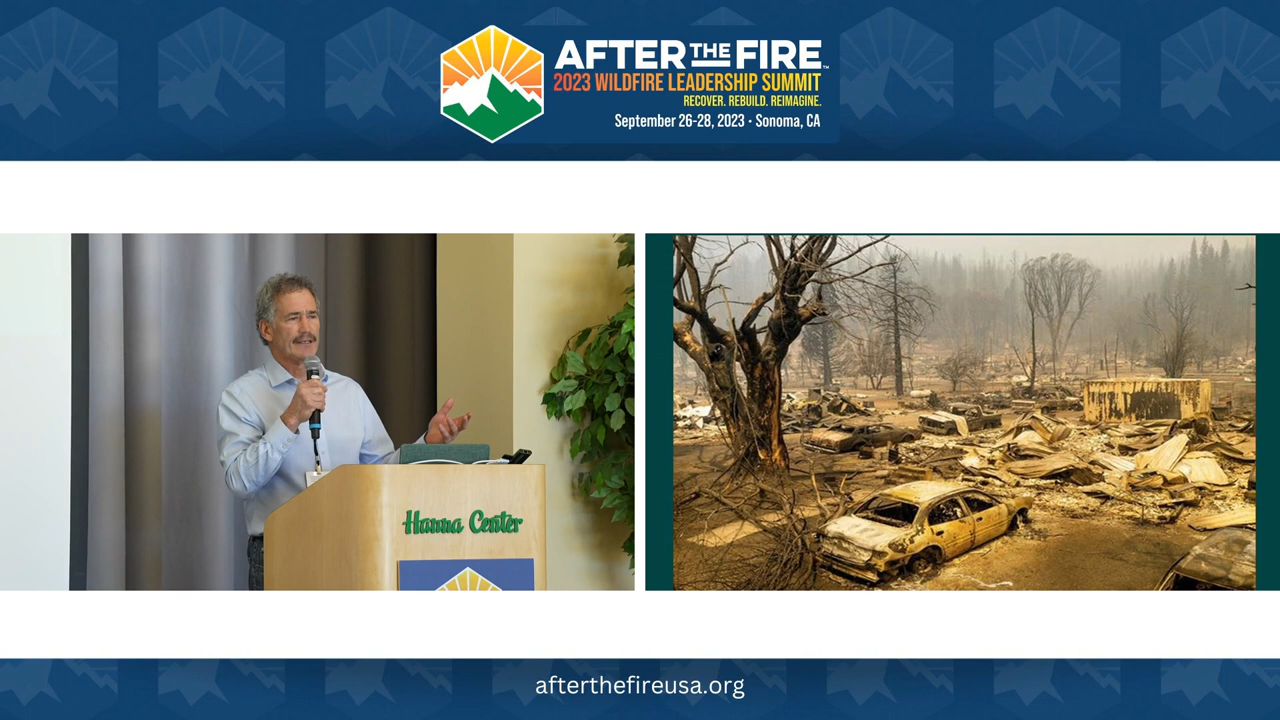 AFTER THE FIRE™
2023 WILDFIRE LEADERSHIP SUMMIT
RECOVER. REBUILD. REIMAGINE.
September 26-28, 2023 • Sonoma, CA
Hanna Center
afterthefireusa.org